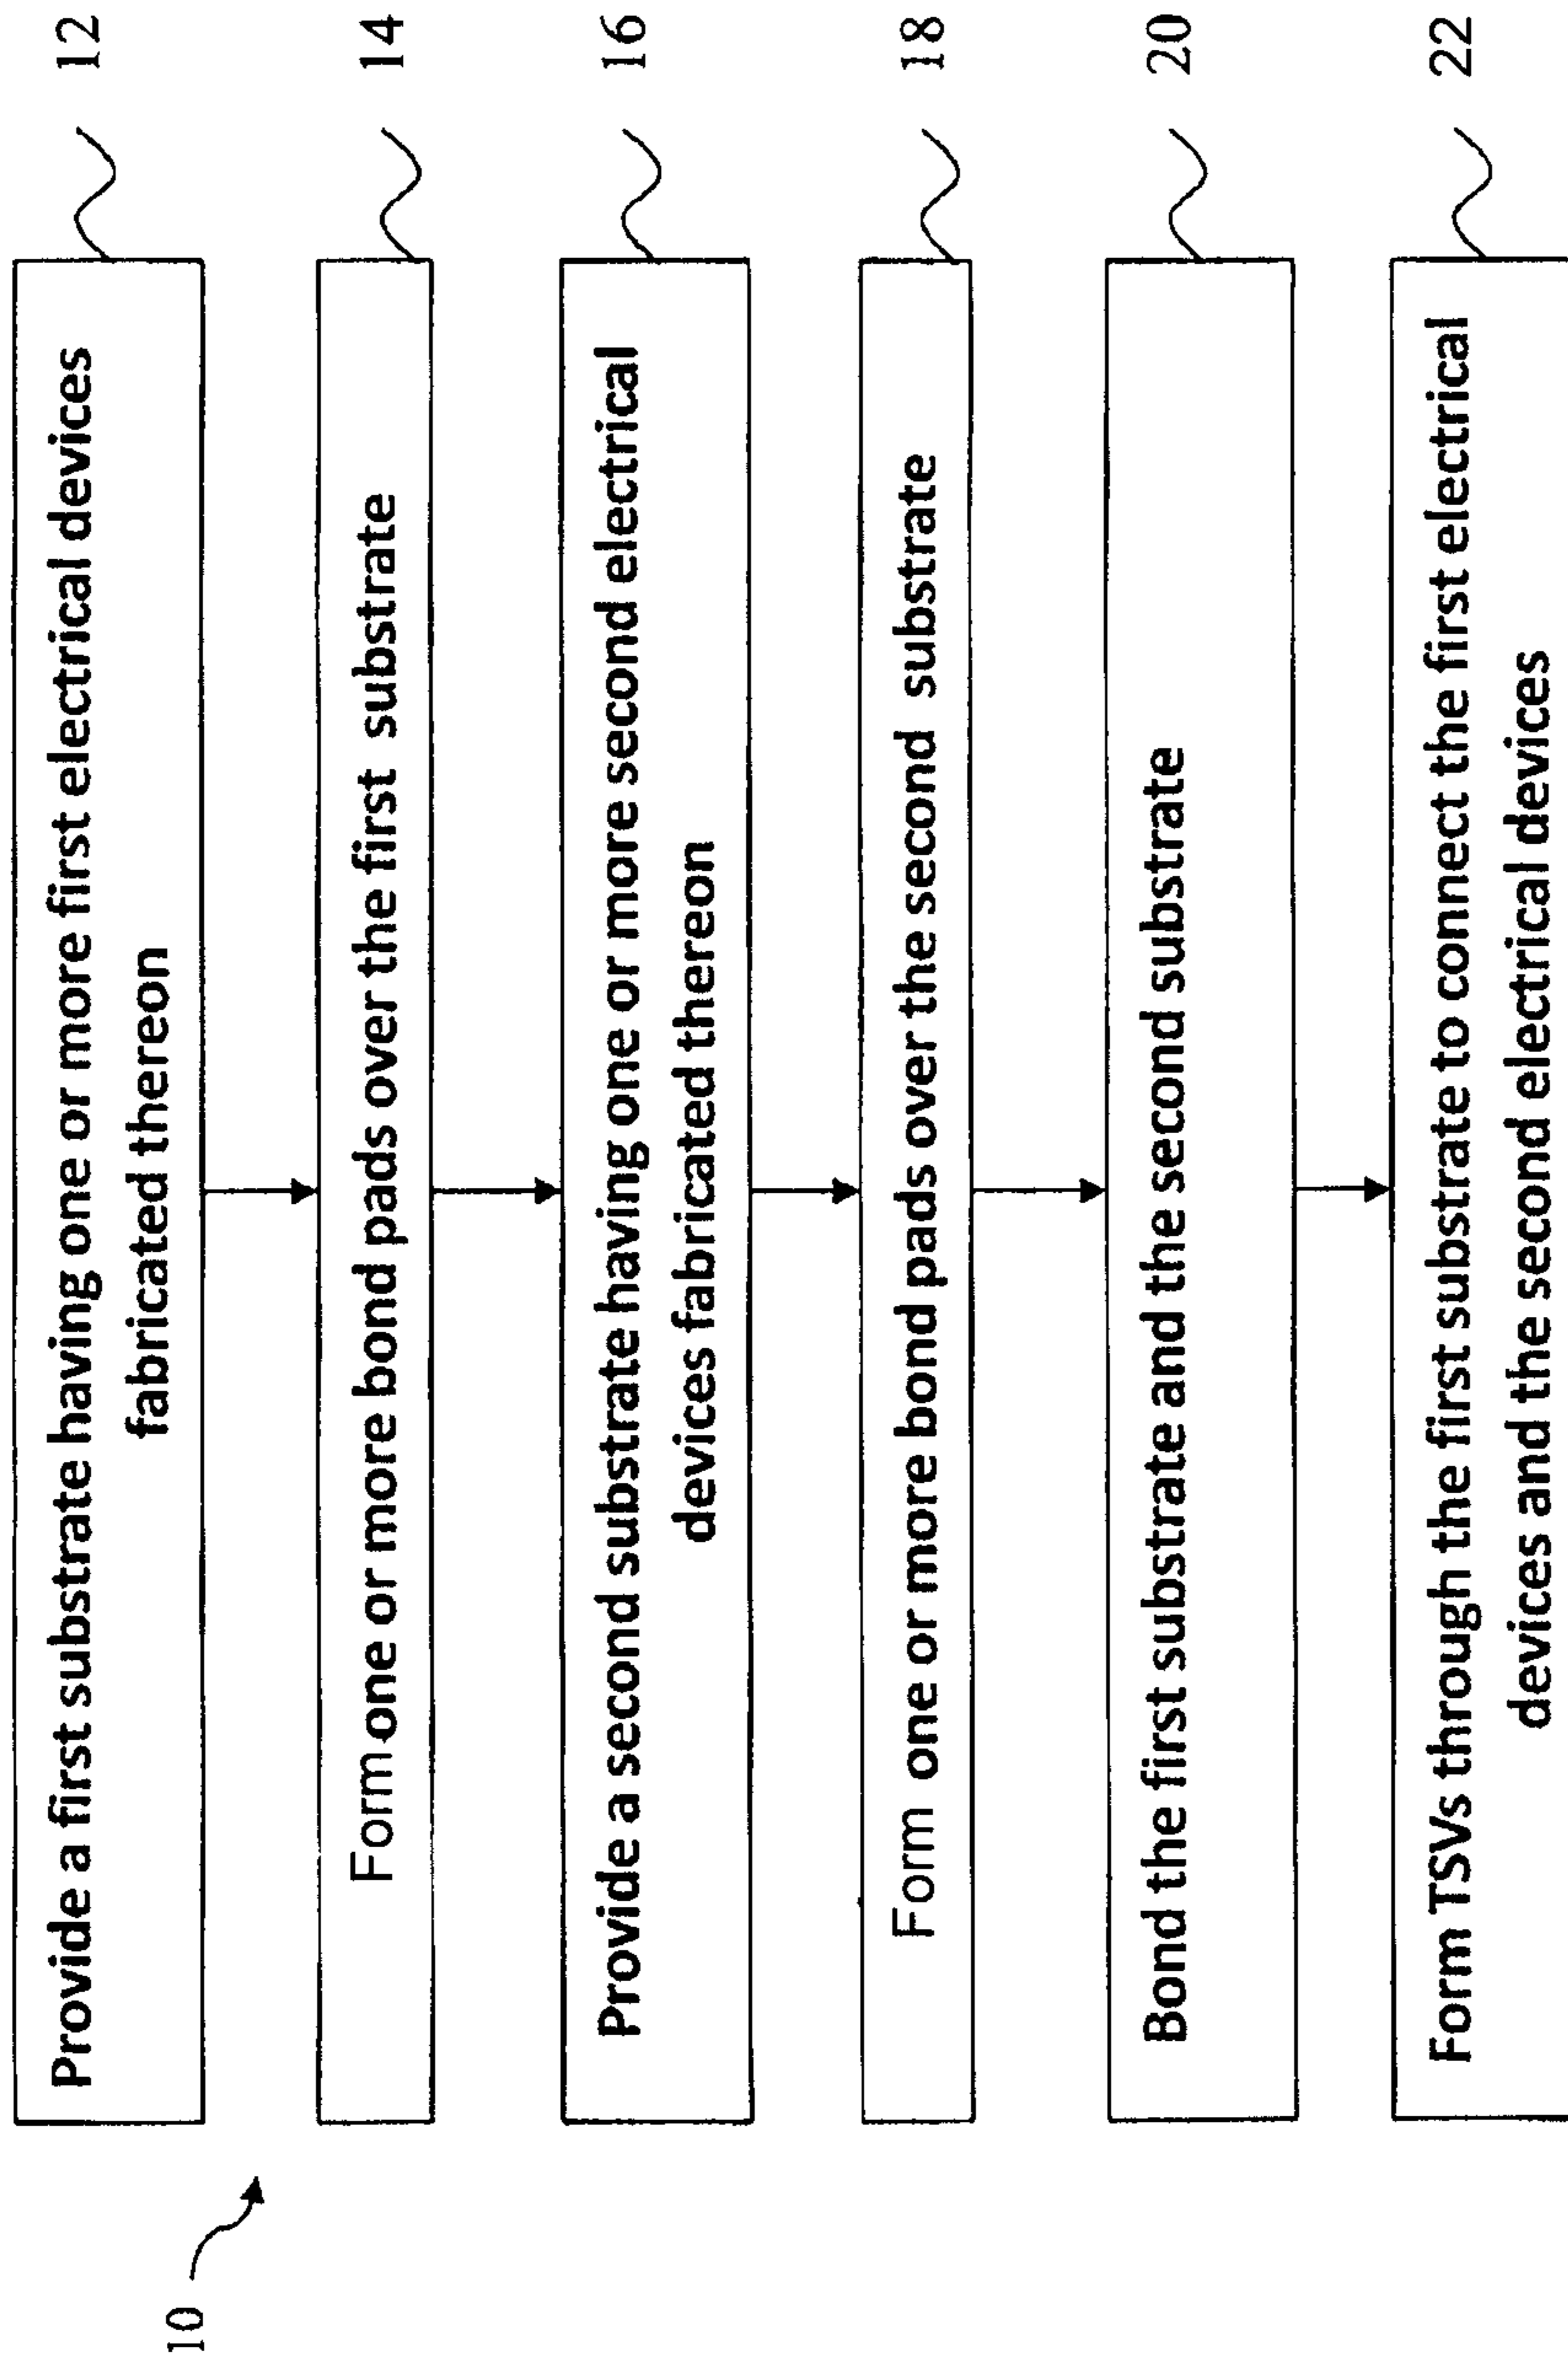 10
Provide a first substrate having one or more first electrical devices
fabricated thereon
12
Form one or more bond pads over the first substrate
14
Provide a second substrate having one or more second electrical
devices fabricated thereon
16
Form one or more bond pads over the second substrate
18
Bond the first substrate and the second substrate
20
Form TSVs through the first substrate to connect the first electrical
devices and the second electrical devices
22